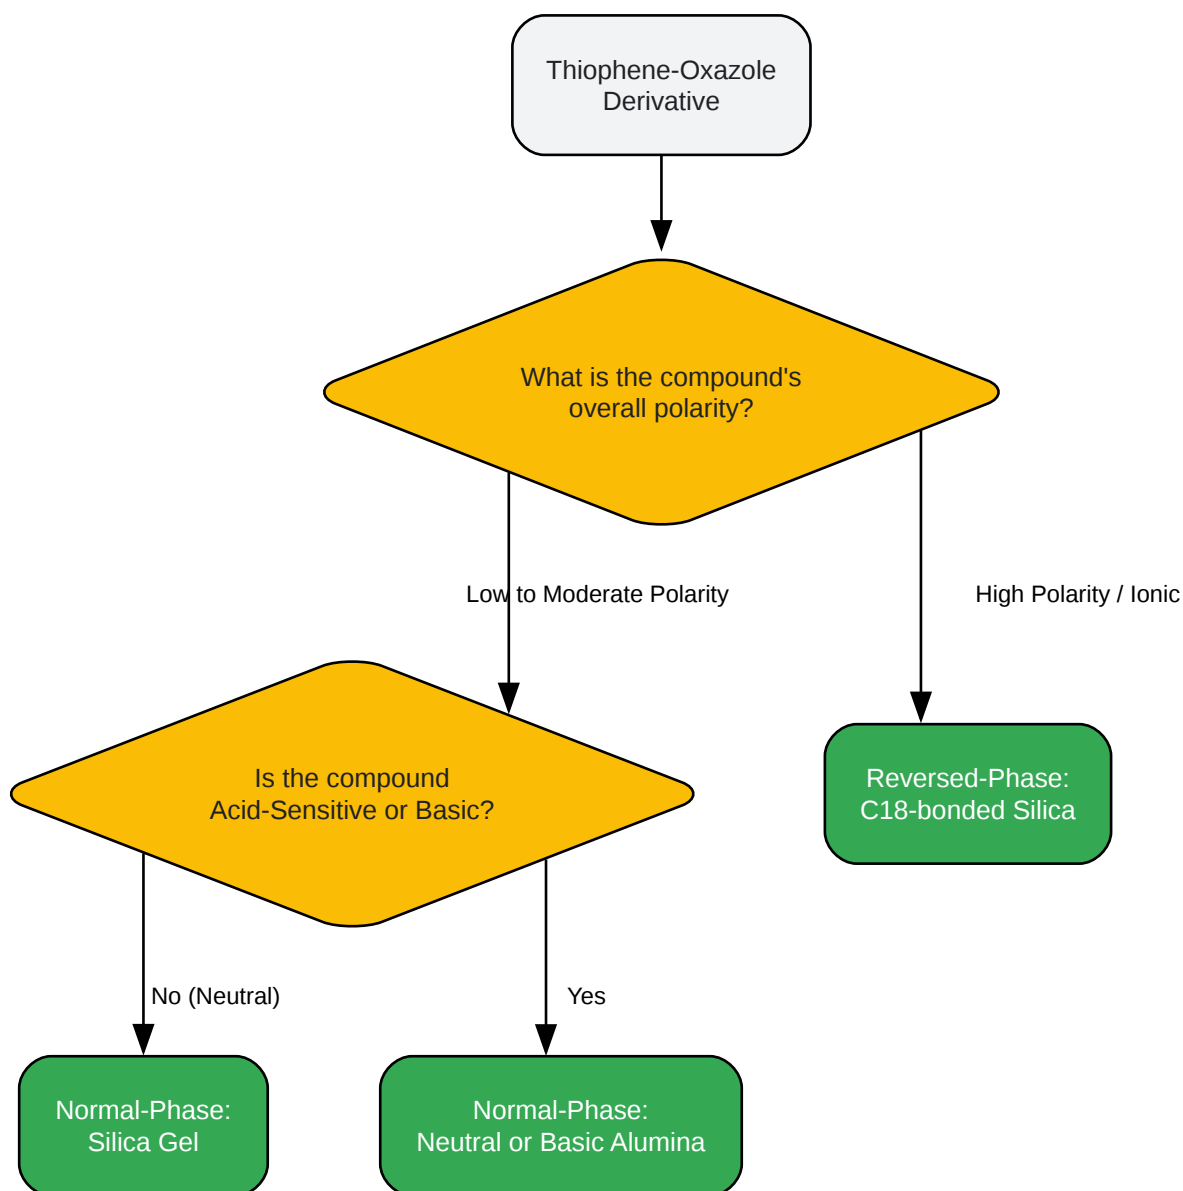 Thiophene-Oxazole
Derivative
What is the compound's
overall polarity?
Low to Moderate Polarity
High Polarity / Ionic
Is the compound
Acid-Sensitive or Basic?
Reversed-Phase:
C18-bonded Silica
No (Neutral)
Yes
Normal-Phase:
Silica Gel
Normal-Phase:
Neutral or Basic Alumina